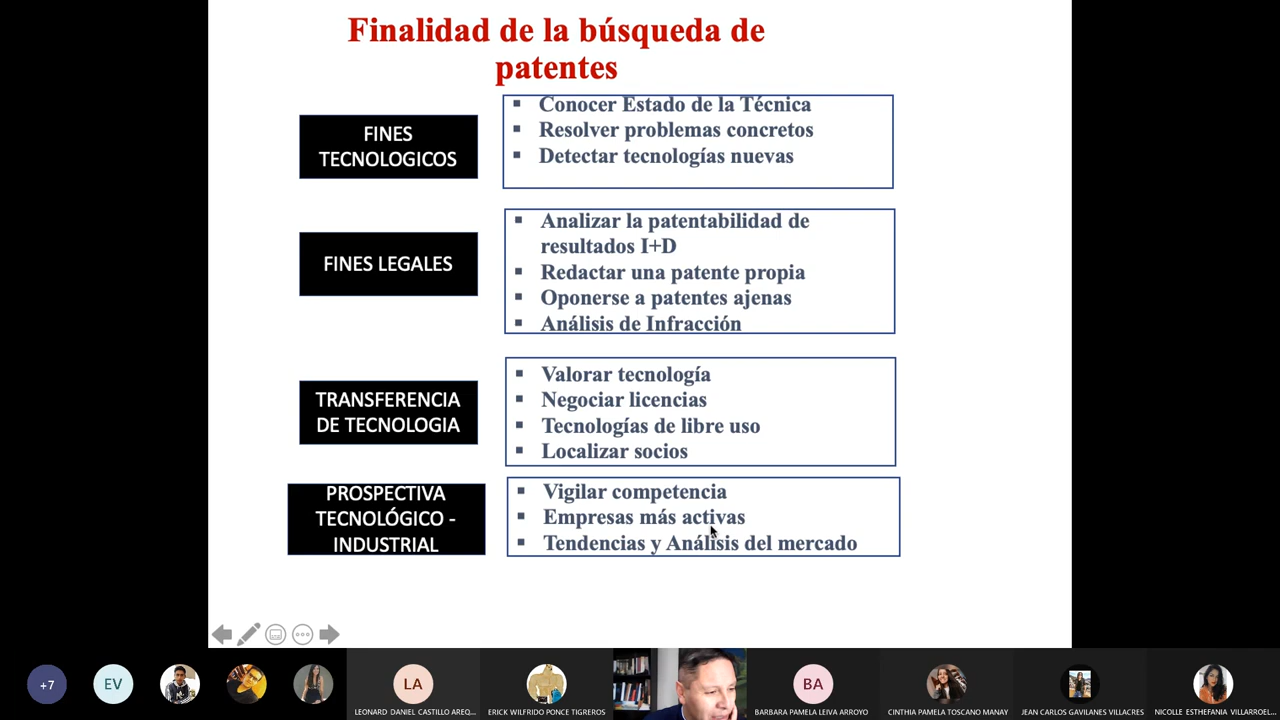 Finalidad de la búsqueda de
patentes
FINES
TECNOLOGICOS
Conocer Estado de la Técnica
Resolver problemas concretos
Detectar tecnologías nuevas
FINES LEGALES
Analizar la patentabilidad de
resultados I+D
Redactar una patente propia
Oponerse a patentes ajenas
Análisis de Infracción
TRANSFERENCIA
DE TECNOLOGIA
Valorar tecnología
Negociar licencias
Tecnologías de libre uso
Localizar socios
PROSPECTIVA
TECNOLÓGICO -
INDUSTRIAL
Vigilar competencia
Empresas más activas
Tendencias y Análisis del mercado
+7
EV
LA
BA
LEONARD DANIEL CASTILLO AREQ...
ERICK WILFRIDO PONCE TIGREROS
BARBARA PAMELA LEIVA ARROYO
CINTHIA PAMELA TOSCANO MANAY
JEAN CARLOS GAVILANES VILLACRES
NICOLLE ESTHEFANIA VILLARROEL...